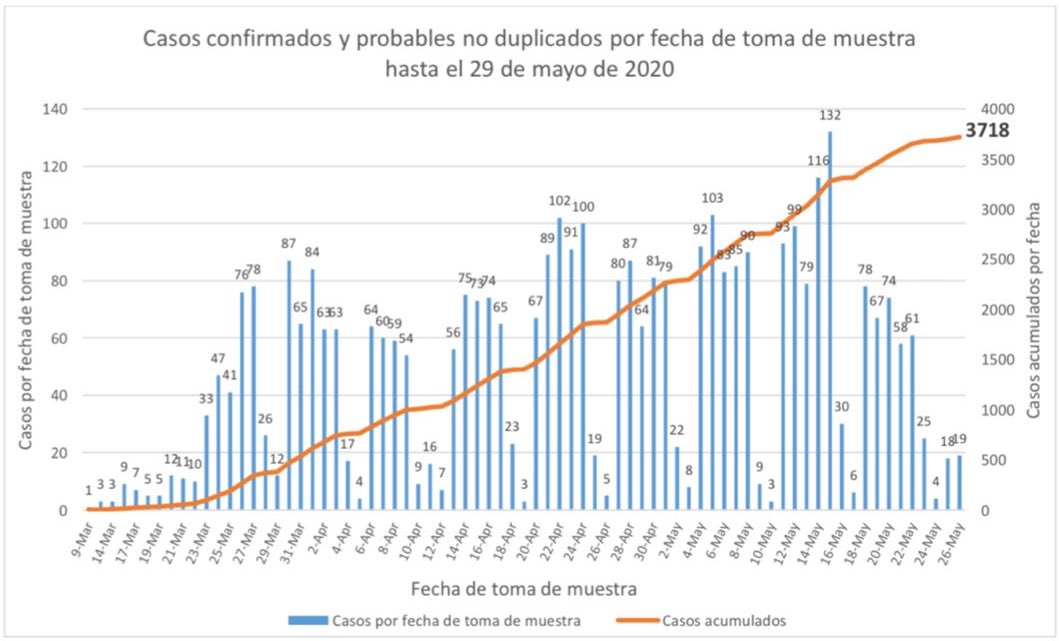 Casos confirmados y probables no duplicados por fecha de toma de muestra
hasta el 29 de mayo de 2020
Casos por fecha de toma de muestra
140
120
100
80
60
40
20
0
1 3 3 9 7 5 5 12 11 10 33 47 41 76 78 26 12 87 65 84 63 63 17 4 64 60 59 54 9 16 7 56 75 73 74 65 23 3 67 89 102 91 100 19 5 80 87 64 81 79 22 8 92 103 83 85 90 9 3 93 99 79 116 132 30 6 78 67 74 58 61 25 4 18 19
3718
4000
3500
3000
2500
2000
1500
1000
500
0
Casos acumulados por fecha
9-Mar 14-Mar 17-Mar 19-Mar 21-Mar 23-Mar 25-Mar 27-Mar 29-Mar 31-Mar 2-Apr 4-Apr 6-Apr 8-Apr 10-Apr 12-Apr 14-Apr 16-Apr 18-Apr 20-Apr 22-Apr 24-Apr 26-Apr 28-Apr 30-Apr 2-May 4-May 6-May 8-May 10-May 12-May 14-May 16-May 18-May 20-May 22-May 24-May 26-May
Fecha de toma de muestra
Casos por fecha de toma de muestra
Casos acumulados